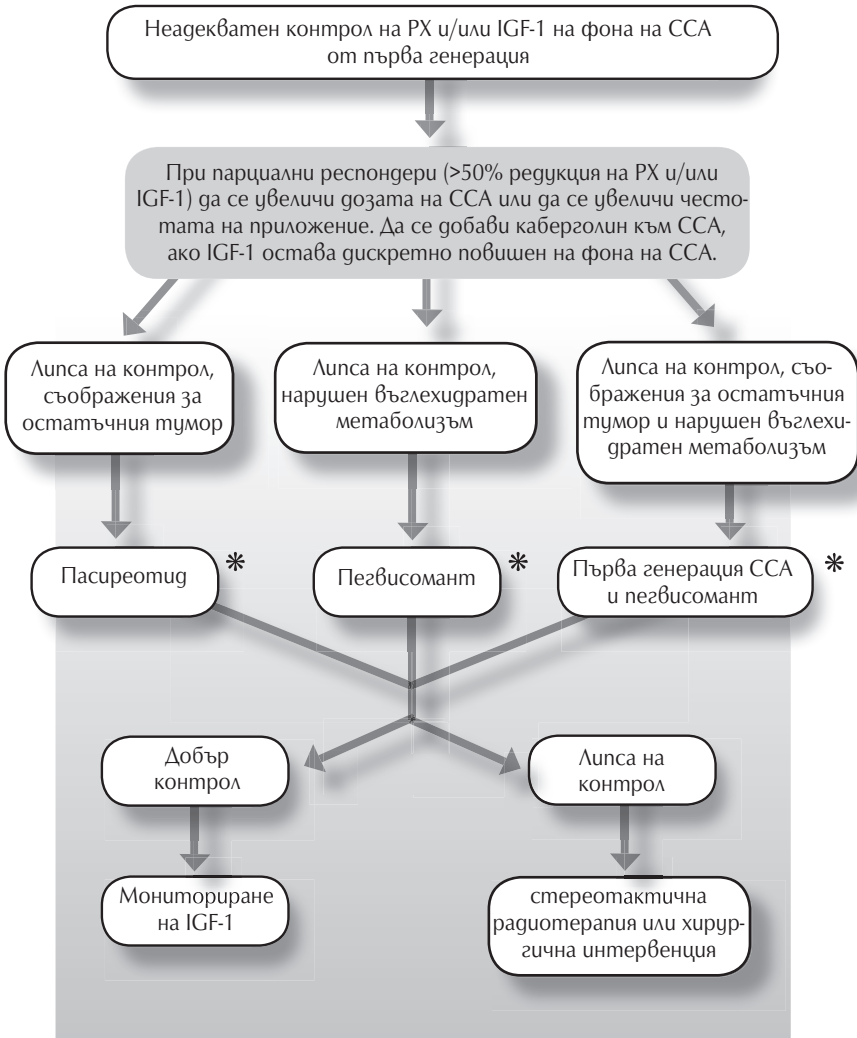 Неадекватен контрол на РХ и/или IGF-1 на фона на ССА
от първа генерация
При парциални респондери (>50% редукция на РХ и/или
IGF-1) да се увеличи дозата на ССА или да се увеличи често-
тата на приложение. Да се добави каберголин към ССА,
ако IGF-1 остава дискретно повишен на фона на ССА.
Липса на контрол,
съображения за
остатъчния тумор
Липса на контрол,
нарушен въглехидратен
метаболизъм
Липса на контрол, съо-
бражения за остатъчния
тумор и нарушен въглехи-
дратен метаболизъм
Пасиреотид *
Пегвисомант *
Първа генерация ССА
и пегвисомант *
Добър
контрол
Липса на
контрол
Мониториране
на IGF-1
стереотактична
радиотерапия или хирур-
гична интервенция